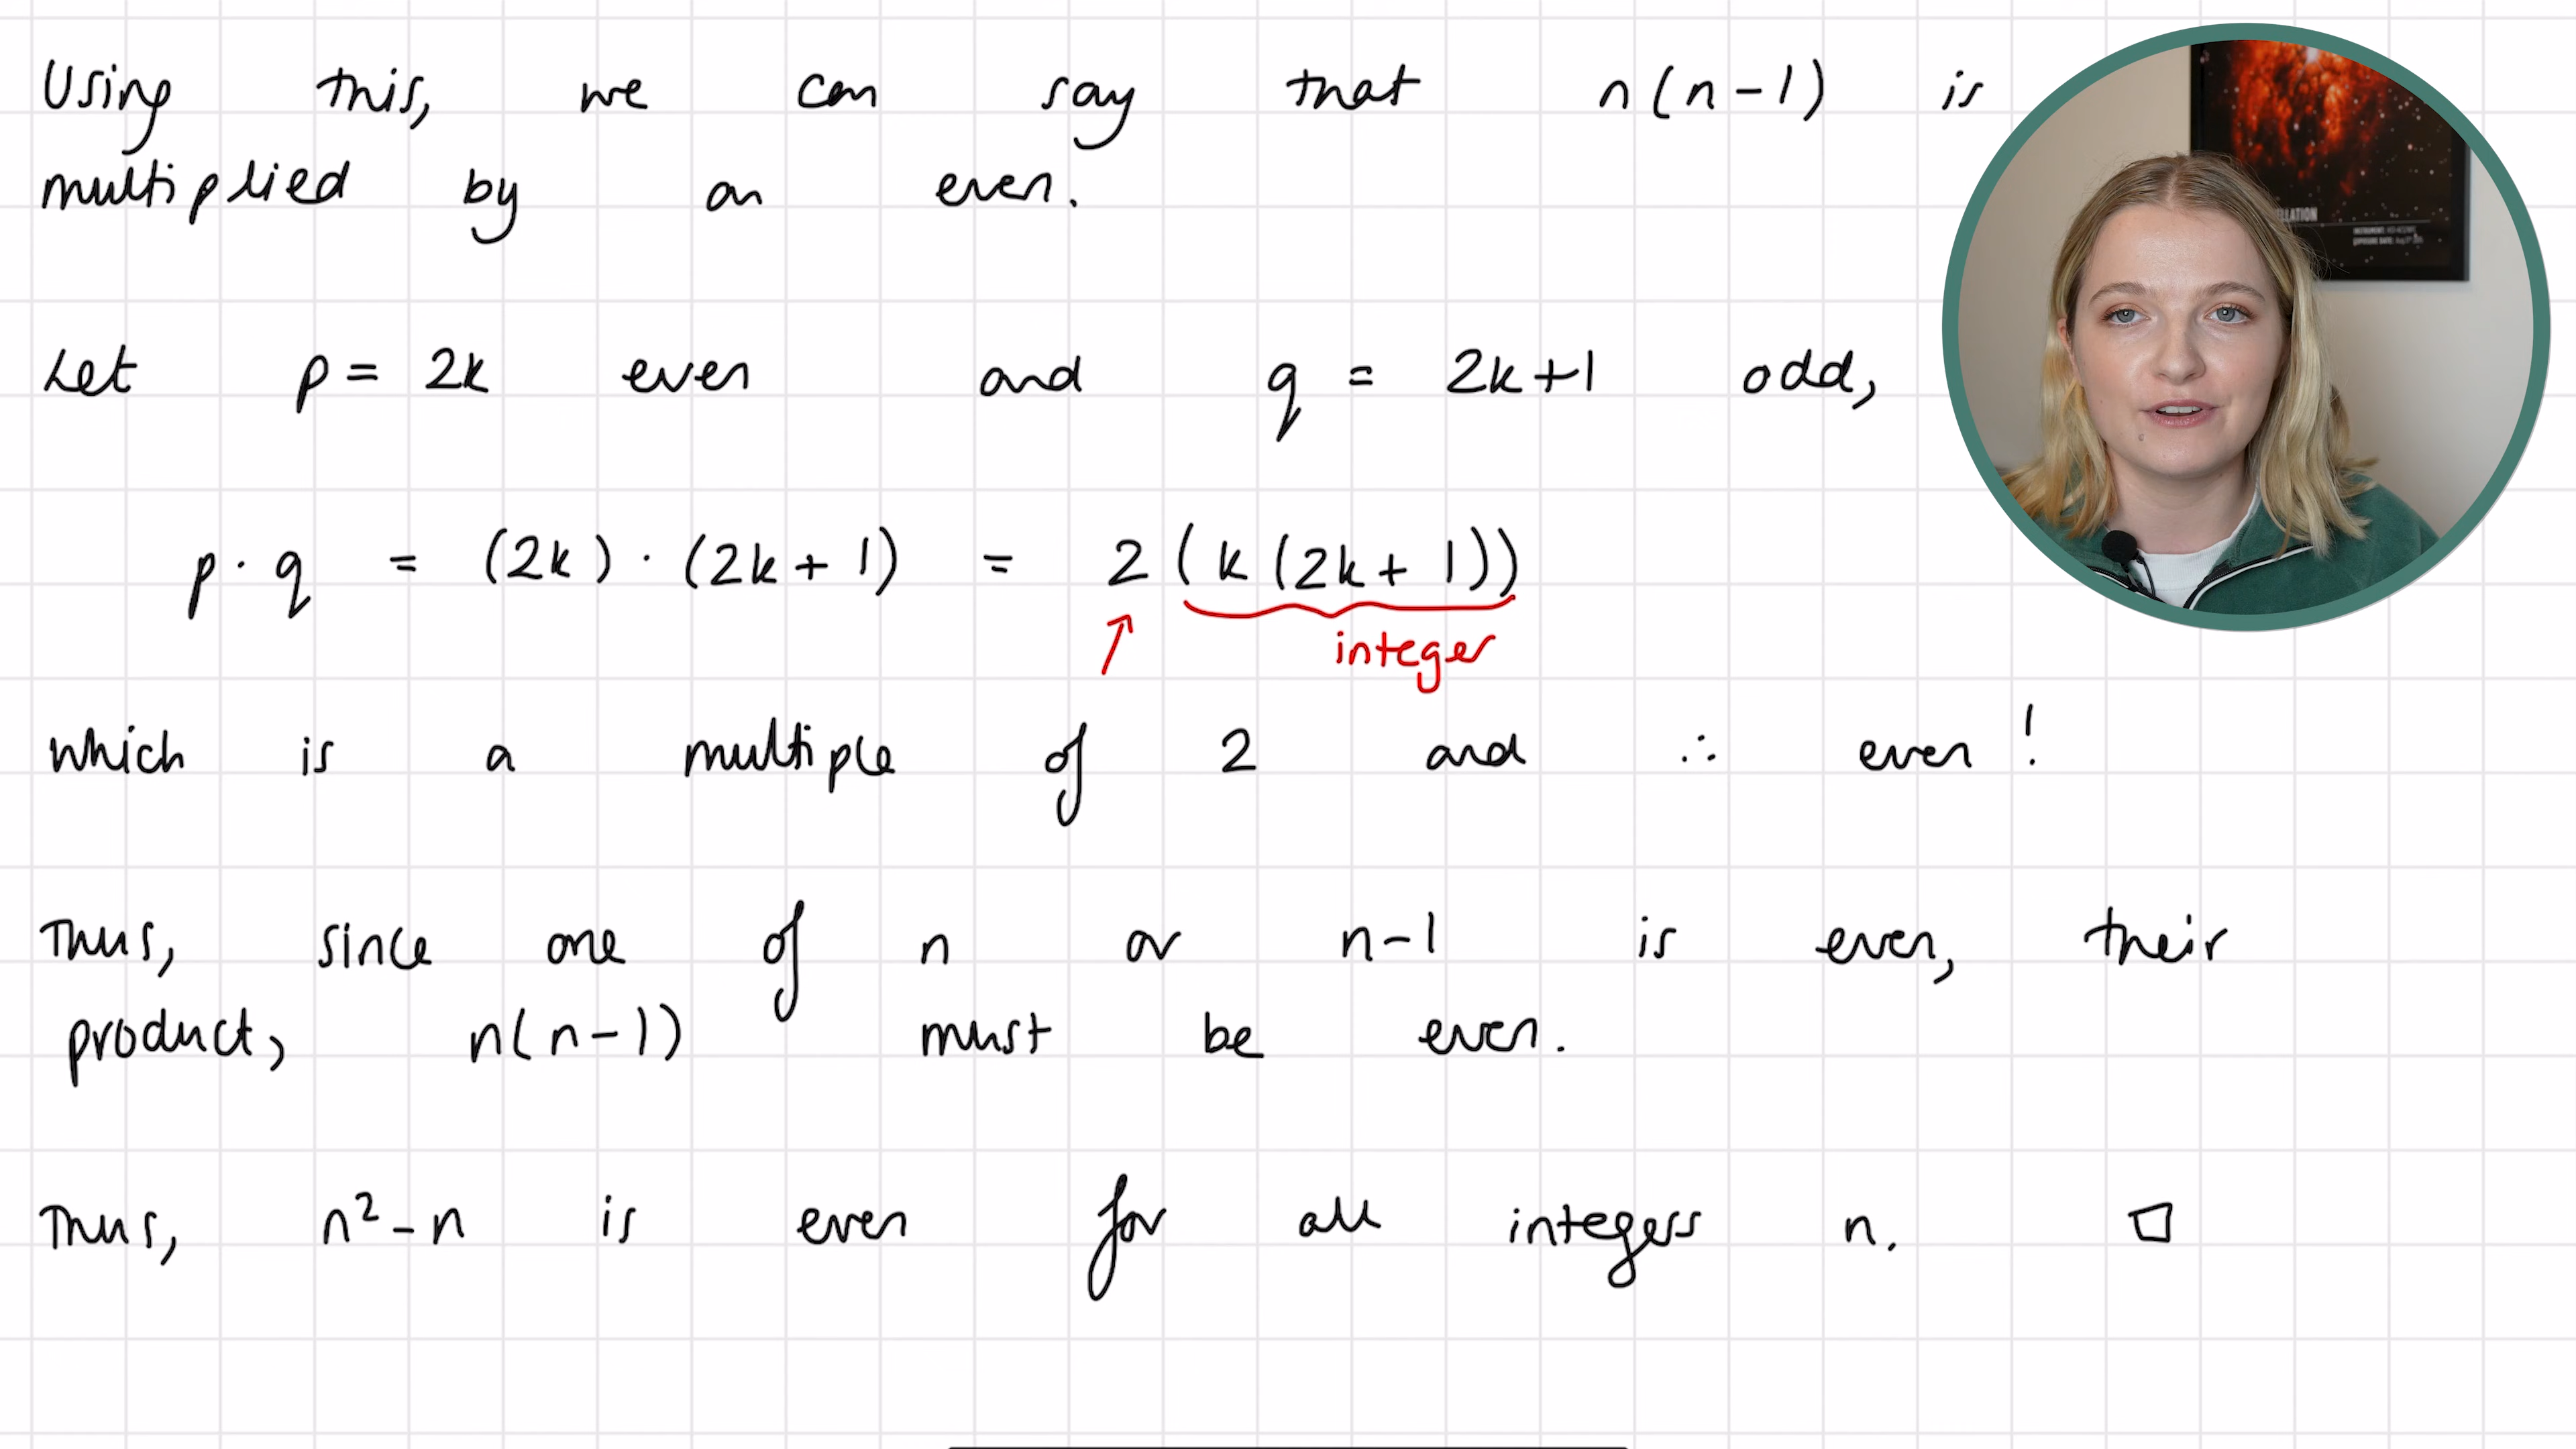 Using this, we can say that n(n-1) is
multiplied by an even.
Let p = 2k even and q = 2k+1 odd,
p · q = (2k) · (2k+1) = 2(k(2k+1))
integer
which is a multiple of 2 and ∴ even!
Thus, since one of n or n-1 is even, their
product, n(n-1) must be even.
Thus, n²-n is even for all integers n. □